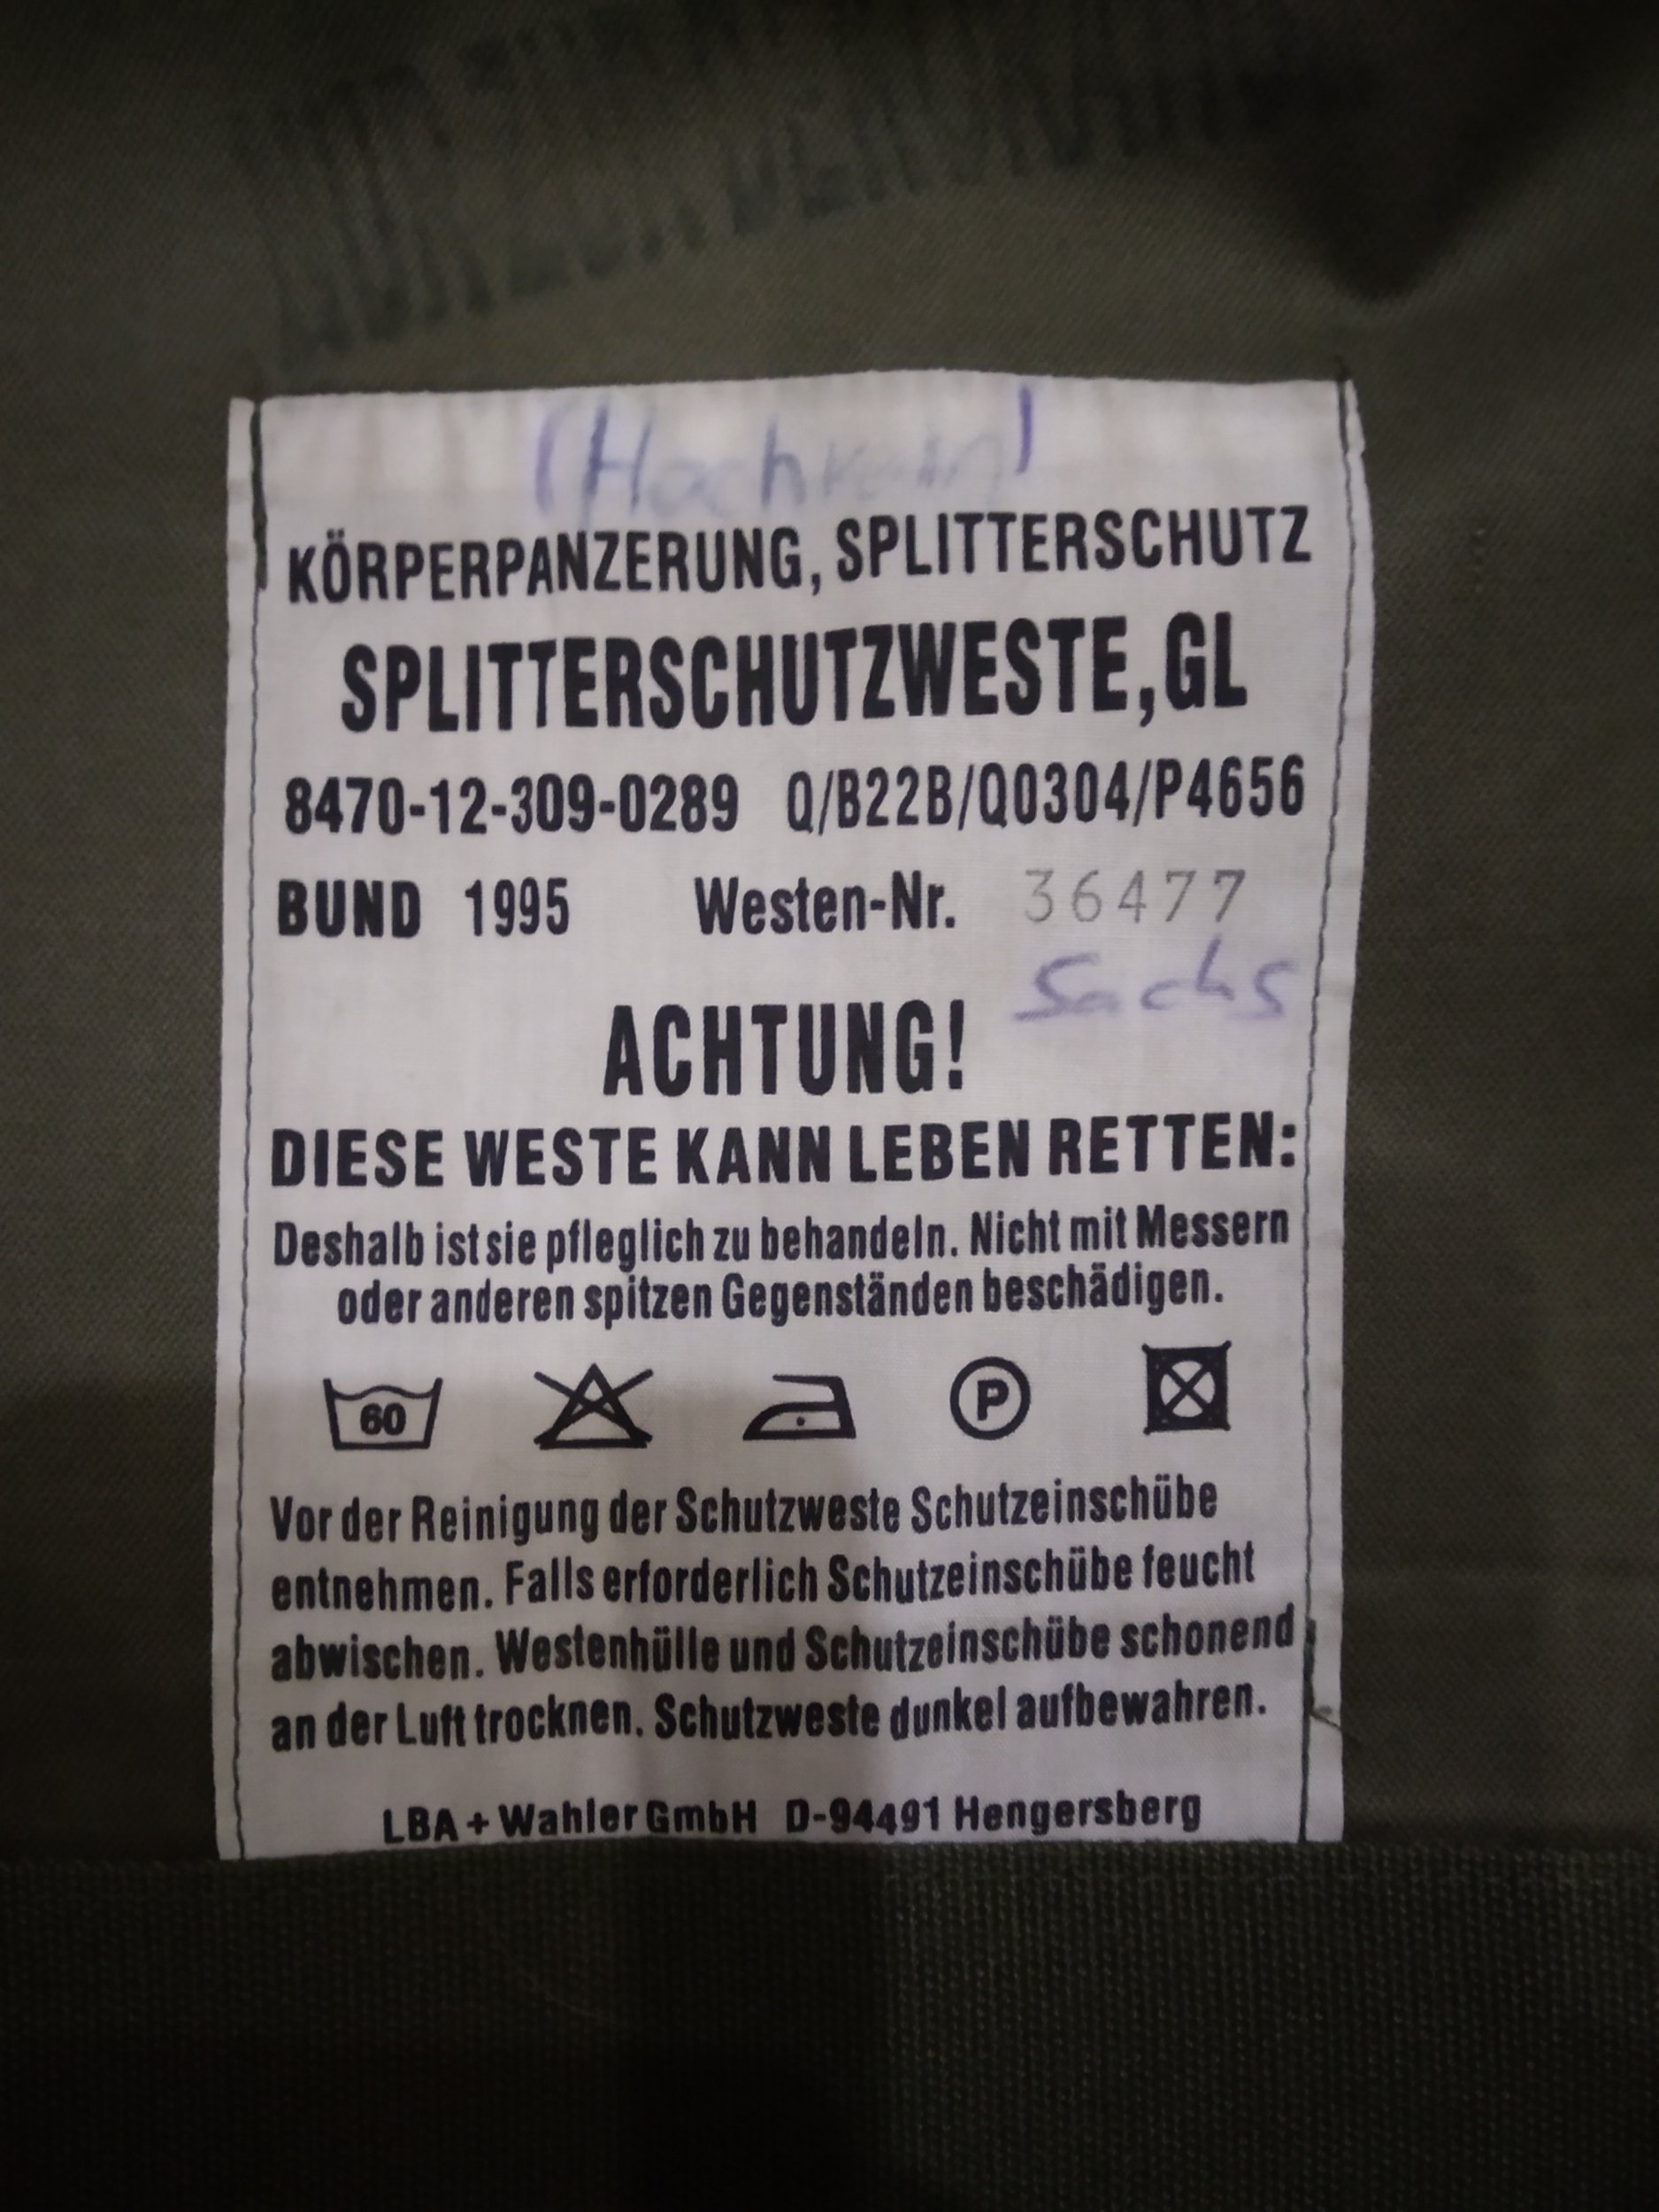 KÖRPERPANZERUNG, SPLITTERSCHUTZ
SPLITTERSCHUTZWESTE,GL
8470-12-309-0289 Q/B22B/Q0304/P4656
BUND 1995 Westen-Nr. 36477
Sachs
ACHTUNG!
DIESE WESTE KANN LEBEN RETTEN:
Deshalb ist sie pfleglich zu behandeln. Nicht mit Messern
oder anderen spitzen Gegenständen beschädigen.
60 P
Vor der Reinigung der Schutzweste Schutzeinschübe
entnehmen. Falls erforderlich Schutzeinschübe feucht
abwischen. Westenhülle und Schutzeinschübe schonend
an der Luft trocknen. Schutzweste dunkel aufbewahren.
LBA + Wahler GmbH D-94491 Hengersberg